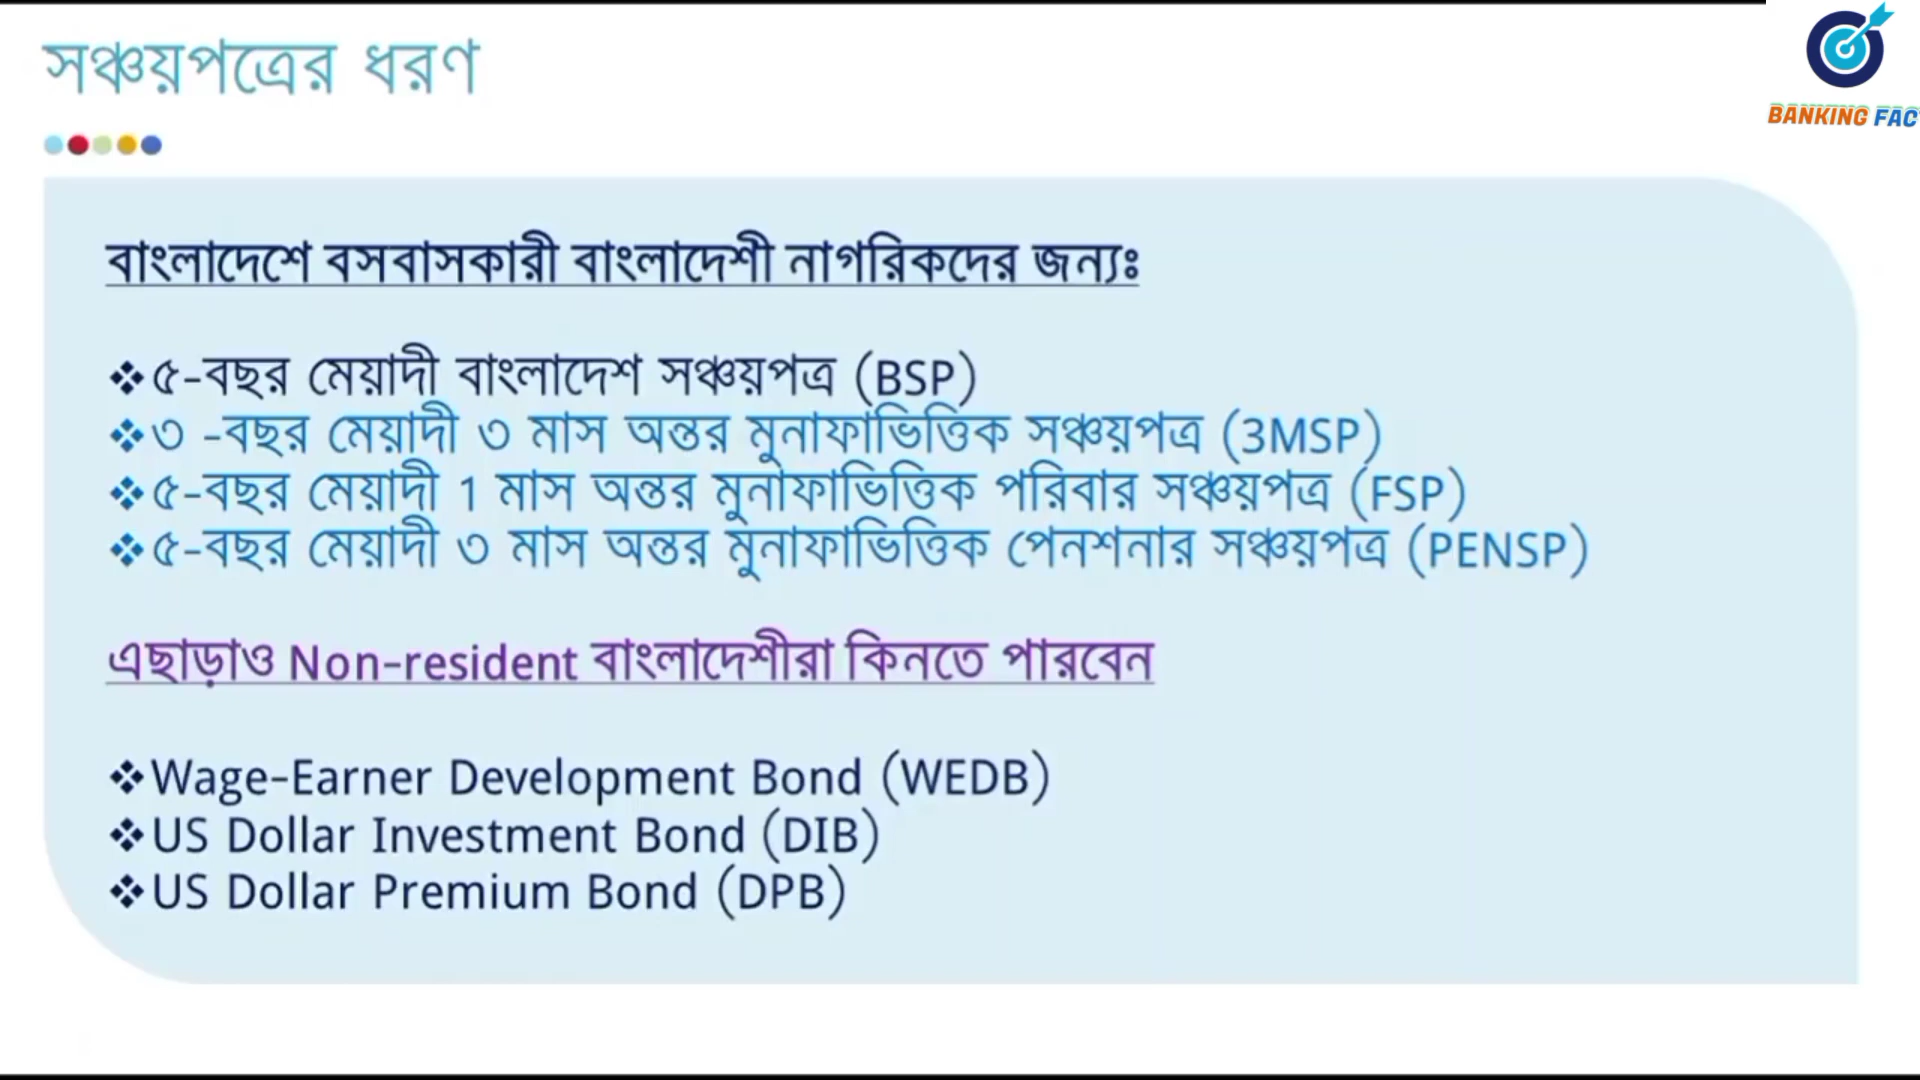 সঞ্চয়পত্রের ধরণ
BANKING FAC
বাংলাদেশে বসবাসকারী বাংলাদেশী নাগরিকদের জন্যঃ
❖৫-বছর মেয়াদী বাংলাদেশ সঞ্চয়পত্র (BSP)
❖৩ -বছর মেয়াদী ৩ মাস অন্তর মুনাফাভিত্তিক সঞ্চয়পত্র (3MSP)
❖৫-বছর মেয়াদী 1 মাস অন্তর মুনাফাভিত্তিক পরিবার সঞ্চয়পত্র (FSP)
❖৫-বছর মেয়াদী ৩ মাস অন্তর মুনাফাভিত্তিক পেনশনার সঞ্চয়পত্র (PENSP)
এছাড়াও Non-resident বাংলাদেশীরা কিনতে পারবেন
❖Wage-Earner Development Bond (WEDB)
❖US Dollar Investment Bond (DIB)
❖US Dollar Premium Bond (DPB)